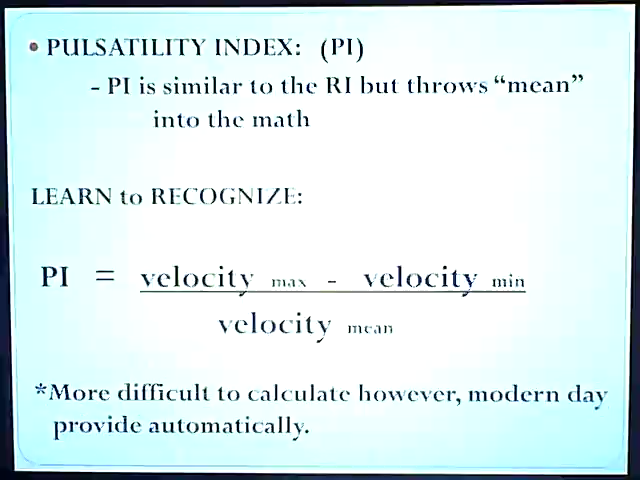 • PULSATILITY INDEX: (PI)
- PI is similar to the RI but throws “mean”
into the math
LEARN to RECOGNIZE:
PI = velocity max - velocity min
velocity mean
*More difficult to calculate however, modern day
provide automatically.